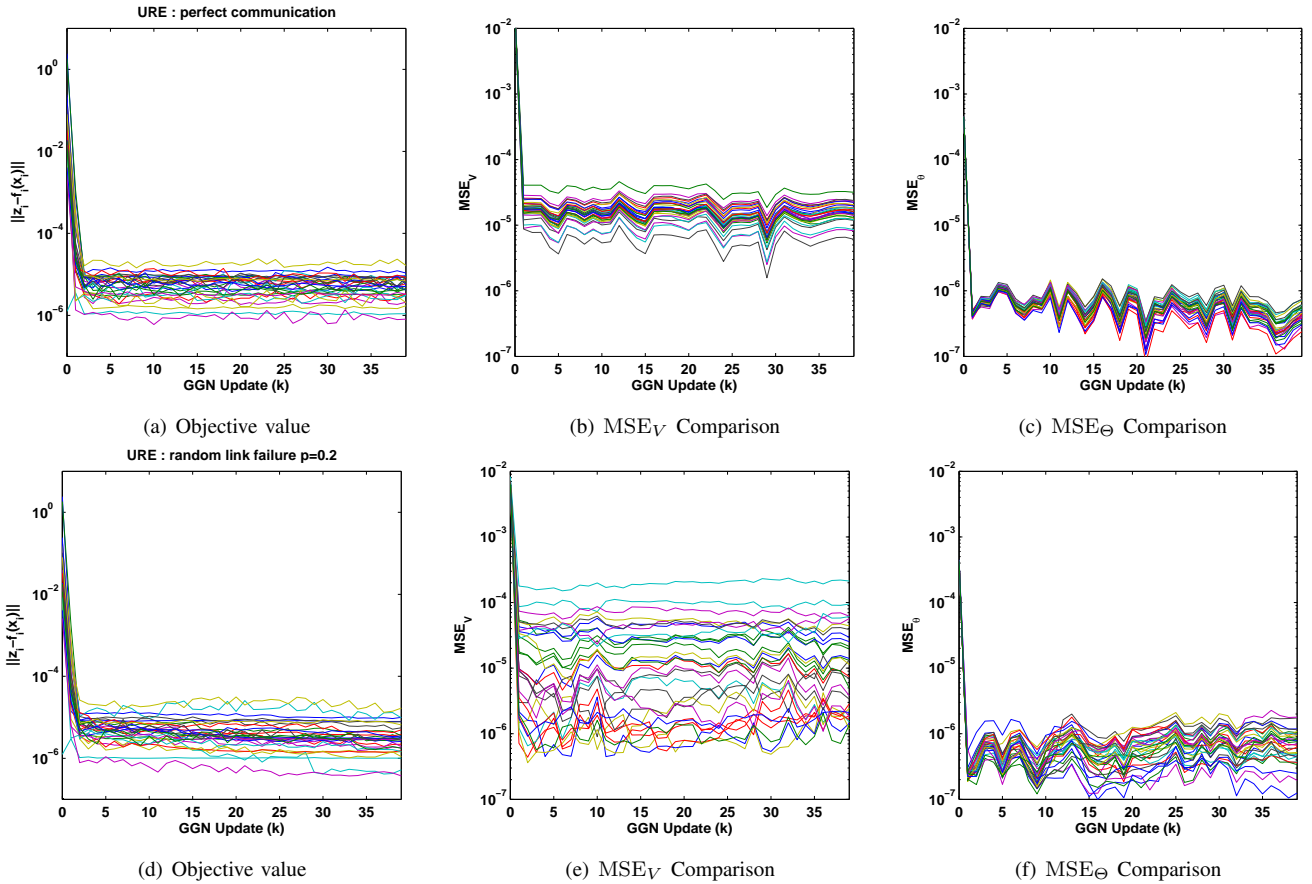 URE : perfect communication
||z_i−f_i(x_i)||
10^0
10^−2
10^−4
10^−6
0 5 10 15 20 25 30 35
GGN Update (k)
(a) Objective value
MSE_V
10^−2
10^−3
10^−4
10^−5
10^−6
10^−7
0 5 10 15 20 25 30 35
GGN Update (k)
(b) MSE_V Comparison
MSE_θ
10^−2
10^−3
10^−4
10^−5
10^−6
10^−7
0 5 10 15 20 25 30 35
GGN Update (k)
(c) MSE_Θ Comparison
URE : random link failure p=0.2
||z_i−f_i(x_i)||
10^0
10^−2
10^−4
10^−6
0 5 10 15 20 25 30 35
GGN Update (k)
(d) Objective value
MSE_V
10^−2
10^−3
10^−4
10^−5
10^−6
10^−7
0 5 10 15 20 25 30 35
GGN Update (k)
(e) MSE_V Comparison
MSE_θ
10^−2
10^−3
10^−4
10^−5
10^−6
10^−7
0 5 10 15 20 25 30 35
GGN Update (k)
(f) MSE_Θ Comparison